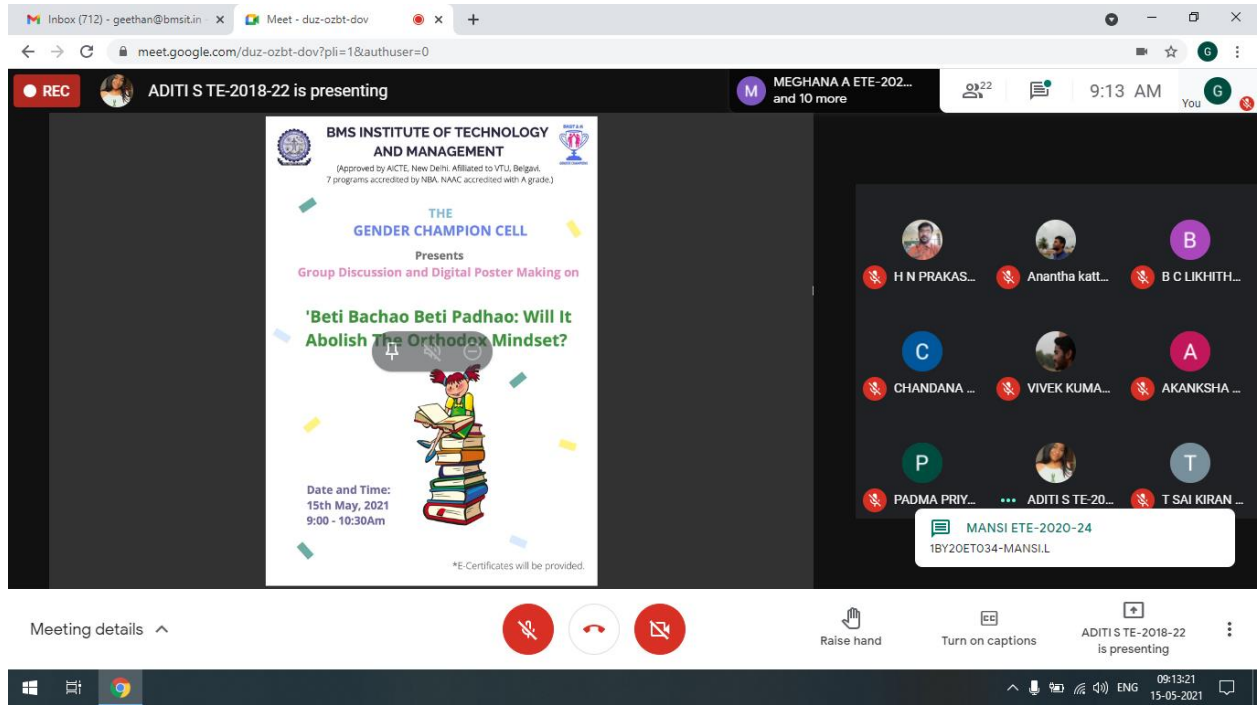 Inbox (712) - geethan@bmsit.in
Meet - duz-ozbt-dov
meet.google.com/duz-ozbt-dov?pli=1&authuser=0
G
REC
ADITI S TE-2018-22 is presenting
M
MEGHANA A ETE-202...
and 10 more
22
9:13 AM
You
G
BMS INSTITUTE OF TECHNOLOGY
AND MANAGEMENT
(Approved by AICTE, New Delhi. Affiliated to VTU, Belgavi.
7 programs accredited by NBA. NAAC accredited with A grade.)
THE
GENDER CHAMPION CELL
Presents
Group Discussion and Digital Poster Making on
'Beti Bachao Beti Padhao: Will It
Abolish The Orthodox Mindset?
Date and Time:
15th May, 2021
9:00 - 10:30Am
*E-Certificates will be provided.
H N PRAKAS...
Anantha katt...
B
B C LIKHITH...
C
CHANDANA ...
VIVEK KUMA...
A
AKANKSHA ...
P
PADMA PRIY...
ADITI S TE-20...
T
T SAI KIRAN ...
MANSI ETE-2020-24
1BY20ET034-MANSI.L
Meeting details
Raise hand
Turn on captions
ADITI S TE-2018-22
is presenting
ENG
09:13:21
15-05-2021